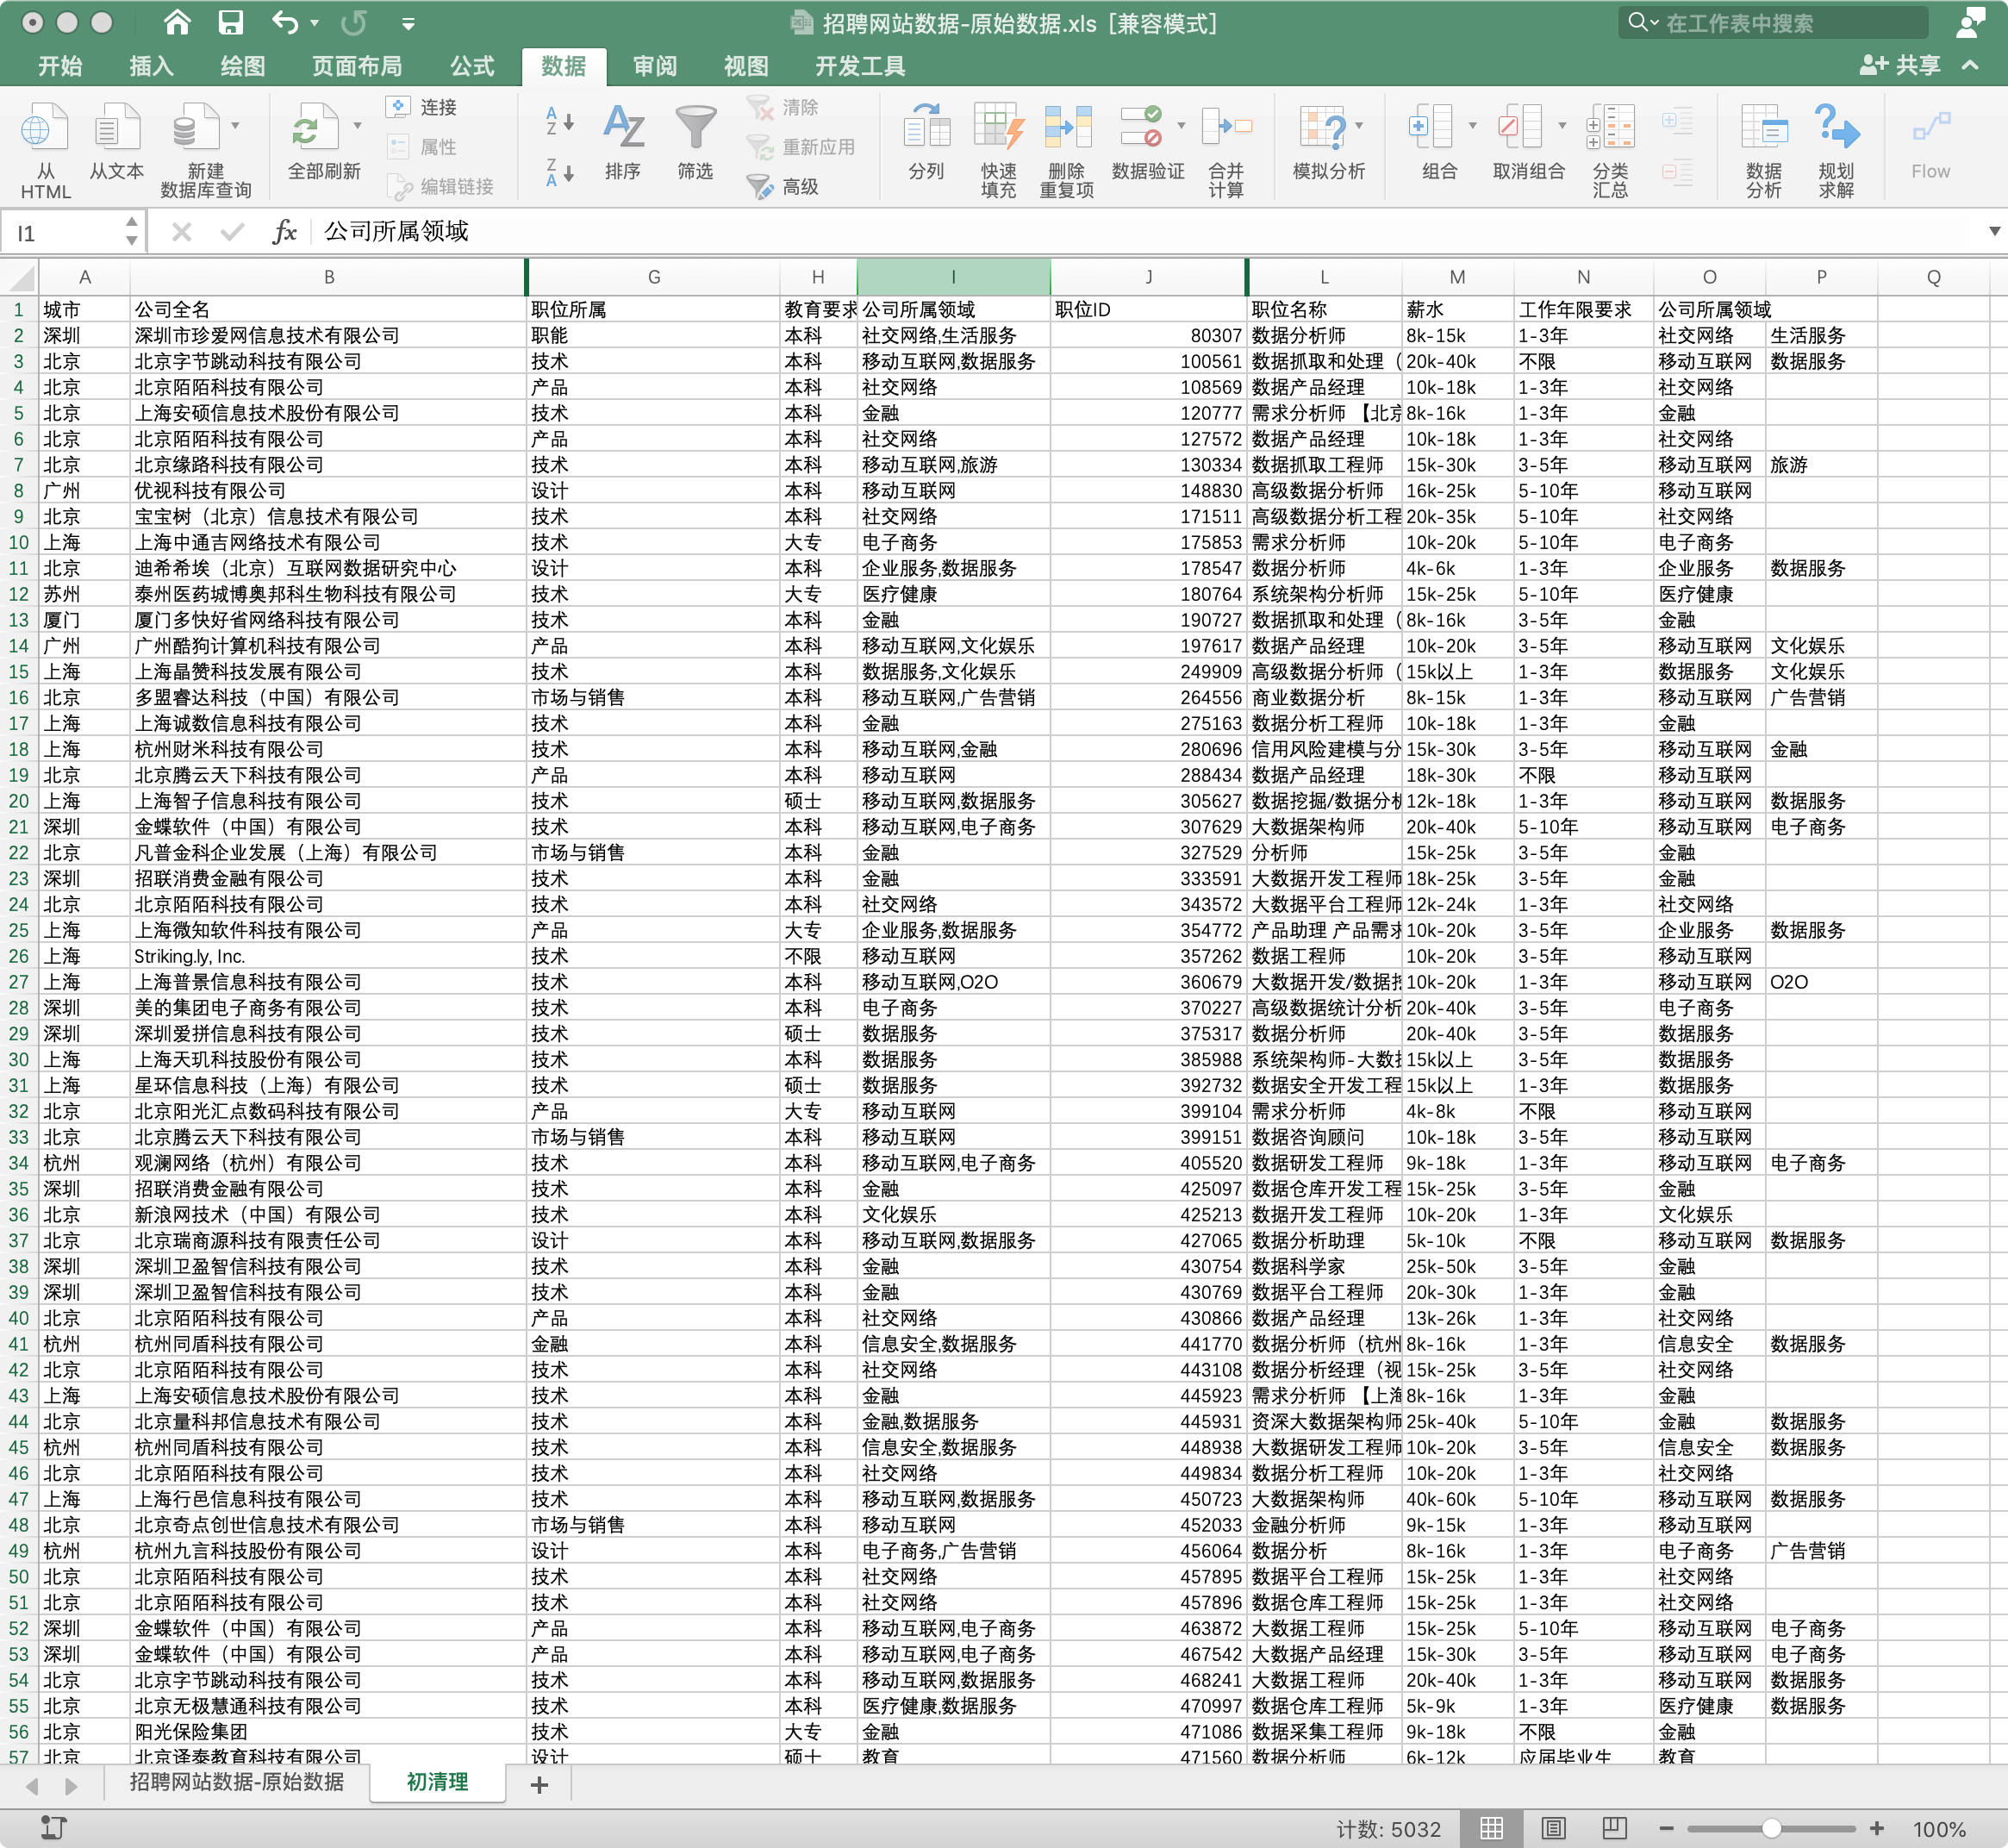 招聘网站数据-原始数据.xls [兼容模式]
在工作表中搜索
开始 插入 绘图 页面布局 公式 数据 审阅 视图 开发工具 共享
从 HTML 从文本 新建 数据库查询 全部刷新 连接 属性 编辑链接 排序 筛选 清除 重新应用 高级 分列 快速 填充 删除 重复项 数据验证 合并 计算 模拟分析 组合 取消组合 分类 汇总 数据 分析 规划 求解 Flow
I1 fx 公司所属领域
A B G H I J L M N O P Q
1 城市 公司全名 职位所属 教育要求 公司所属领域 职位ID 职位名称 薪水 工作年限要求 公司所属领域
2 深圳 深圳市珍爱网信息技术有限公司 职能 本科 社交网络,生活服务 80307 数据分析师 8k-15k 1-3年 社交网络 生活服务
3 北京 北京字节跳动科技有限公司 技术 本科 移动互联网,数据服务 100561 数据抓取和处理（ 20k-40k 不限 移动互联网 数据服务
4 北京 北京陌陌科技有限公司 产品 本科 社交网络 108569 数据产品经理 10k-18k 1-3年 社交网络
5 北京 上海安硕信息技术股份有限公司 技术 本科 金融 120777 需求分析师 【北京 8k-16k 1-3年 金融
6 北京 北京陌陌科技有限公司 产品 本科 社交网络 127572 数据产品经理 10k-18k 1-3年 社交网络
7 北京 北京缘路科技有限公司 技术 本科 移动互联网,旅游 130334 数据抓取工程师 15k-30k 3-5年 移动互联网 旅游
8 广州 优视科技有限公司 设计 本科 移动互联网 148830 高级数据分析师 16k-25k 5-10年 移动互联网
9 北京 宝宝树（北京）信息技术有限公司 技术 本科 社交网络 171511 高级数据分析工程 20k-35k 5-10年 社交网络
10 上海 上海中通吉网络技术有限公司 技术 大专 电子商务 175853 需求分析师 10k-20k 5-10年 电子商务
11 北京 迪希希埃（北京）互联网数据研究中心 设计 本科 企业服务,数据服务 178547 数据分析师 4k-6k 1-3年 企业服务 数据服务
12 苏州 泰州医药城博奥邦科生物科技有限公司 技术 大专 医疗健康 180764 系统架构分析师 15k-25k 5-10年 医疗健康
13 厦门 厦门多快好省网络科技有限公司 技术 本科 金融 190727 数据抓取和处理（ 8k-16k 3-5年 金融
14 广州 广州酷狗计算机科技有限公司 产品 本科 移动互联网,文化娱乐 197617 数据产品经理 10k-20k 3-5年 移动互联网 文化娱乐
15 上海 上海晶赞科技发展有限公司 技术 本科 数据服务,文化娱乐 249909 高级数据分析师（ 15k以上 1-3年 数据服务 文化娱乐
16 北京 多盟睿达科技（中国）有限公司 市场与销售 本科 移动互联网,广告营销 264556 商业数据分析 8k-15k 1-3年 移动互联网 广告营销
17 上海 上海诚数信息科技有限公司 技术 本科 金融 275163 数据分析工程师 10k-18k 1-3年 金融
18 上海 杭州财米科技有限公司 技术 本科 移动互联网,金融 280696 信用风险建模与分 15k-30k 3-5年 移动互联网 金融
19 北京 北京腾云天下科技有限公司 产品 本科 移动互联网 288434 数据产品经理 18k-30k 不限 移动互联网
20 上海 上海智子信息科技有限公司 技术 硕士 移动互联网,数据服务 305627 数据挖掘/数据分析 12k-18k 1-3年 移动互联网 数据服务
21 深圳 金蝶软件（中国）有限公司 技术 本科 移动互联网,电子商务 307629 大数据架构师 20k-40k 5-10年 移动互联网 电子商务
22 北京 凡普金科企业发展（上海）有限公司 市场与销售 本科 金融 327529 分析师 15k-25k 3-5年 金融
23 深圳 招联消费金融有限公司 技术 本科 金融 333591 大数据开发工程师 18k-25k 3-5年 金融
24 北京 北京陌陌科技有限公司 技术 本科 社交网络 343572 大数据平台工程师 12k-24k 1-3年 社交网络
25 上海 上海微知软件科技有限公司 产品 大专 企业服务,数据服务 354772 产品助理 产品需求 10k-20k 3-5年 企业服务 数据服务
26 上海 Striking.ly, Inc. 技术 不限 移动互联网 357262 数据工程师 10k-20k 3-5年 移动互联网
27 上海 上海普景信息科技有限公司 技术 本科 移动互联网,O2O 360679 大数据开发/数据挖 10k-20k 1-3年 移动互联网 O2O
28 深圳 美的集团电子商务有限公司 技术 本科 电子商务 370227 高级数据统计分析 20k-40k 3-5年 电子商务
29 深圳 深圳爱拼信息科技有限公司 技术 硕士 数据服务 375317 数据分析师 20k-40k 3-5年 数据服务
30 上海 上海天玑科技股份有限公司 技术 本科 数据服务 385988 系统架构师-大数据 15k以上 3-5年 数据服务
31 上海 星环信息科技（上海）有限公司 技术 硕士 数据服务 392732 数据安全开发工程 15k以上 1-3年 数据服务
32 北京 北京阳光汇点数码科技有限公司 产品 大专 移动互联网 399104 需求分析师 4k-8k 不限 移动互联网
33 北京 北京腾云天下科技有限公司 市场与销售 本科 移动互联网 399151 数据咨询顾问 10k-18k 3-5年 移动互联网
34 杭州 观澜网络（杭州）有限公司 技术 本科 移动互联网,电子商务 405520 数据研发工程师 9k-18k 1-3年 移动互联网 电子商务
35 深圳 招联消费金融有限公司 技术 本科 金融 425097 数据仓库开发工程 15k-25k 3-5年 金融
36 北京 新浪网技术（中国）有限公司 技术 本科 文化娱乐 425213 数据开发工程师 10k-20k 1-3年 文化娱乐
37 北京 北京瑞商源科技有限责任公司 设计 本科 移动互联网,数据服务 427065 数据分析助理 5k-10k 不限 移动互联网 数据服务
38 深圳 深圳卫盈智信科技有限公司 技术 本科 金融 430754 数据科学家 25k-50k 3-5年 金融
39 深圳 深圳卫盈智信科技有限公司 技术 本科 金融 430769 数据平台工程师 20k-30k 1-3年 金融
40 北京 北京陌陌科技有限公司 产品 本科 社交网络 430866 数据产品经理 13k-26k 1-3年 社交网络
41 杭州 杭州同盾科技有限公司 金融 本科 信息安全,数据服务 441770 数据分析师（杭州 8k-16k 1-3年 信息安全 数据服务
42 北京 北京陌陌科技有限公司 技术 本科 社交网络 443108 数据分析经理（视 15k-25k 3-5年 社交网络
43 上海 上海安硕信息技术股份有限公司 技术 本科 金融 445923 需求分析师 【上海 8k-16k 1-3年 金融
44 北京 北京量科邦信息技术有限公司 技术 本科 金融,数据服务 445931 资深大数据架构师 25k-40k 5-10年 金融 数据服务
45 杭州 杭州同盾科技有限公司 技术 本科 信息安全,数据服务 448938 大数据研发工程师 10k-20k 3-5年 信息安全 数据服务
46 北京 北京陌陌科技有限公司 技术 本科 社交网络 449834 数据分析工程师 10k-20k 1-3年 社交网络
47 上海 上海行邑信息科技有限公司 技术 本科 移动互联网,数据服务 450723 大数据架构师 40k-60k 5-10年 移动互联网 数据服务
48 北京 北京奇点创世信息技术有限公司 市场与销售 本科 移动互联网 452033 金融分析师 9k-15k 1-3年 移动互联网
49 杭州 杭州九言科技股份有限公司 设计 本科 电子商务,广告营销 456064 数据分析 8k-16k 1-3年 电子商务 广告营销
50 北京 北京陌陌科技有限公司 技术 本科 社交网络 457895 数据平台工程师 15k-25k 1-3年 社交网络
51 北京 北京陌陌科技有限公司 技术 本科 社交网络 457896 数据仓库工程师 15k-25k 1-3年 社交网络
52 深圳 金蝶软件（中国）有限公司 产品 本科 移动互联网,电子商务 463872 大数据工程师 15k-25k 5-10年 移动互联网 电子商务
53 深圳 金蝶软件（中国）有限公司 产品 本科 移动互联网,电子商务 467542 大数据产品经理 15k-30k 3-5年 移动互联网 电子商务
54 北京 北京字节跳动科技有限公司 技术 本科 移动互联网,数据服务 468241 大数据工程师 20k-40k 1-3年 移动互联网 数据服务
55 北京 北京无极慧通科技有限公司 技术 本科 医疗健康,数据服务 470997 数据仓库工程师 5k-9k 1-3年 医疗健康 数据服务
56 北京 阳光保险集团 技术 大专 金融 471086 数据采集工程师 9k-18k 不限 金融
57 北京 北京译泰教育科技有限公司 设计 硕士 教育 471560 数据分析师 6k-12k 应届毕业生 教育
招聘网站数据-原始数据 初清理 +
计数: 5032 100%